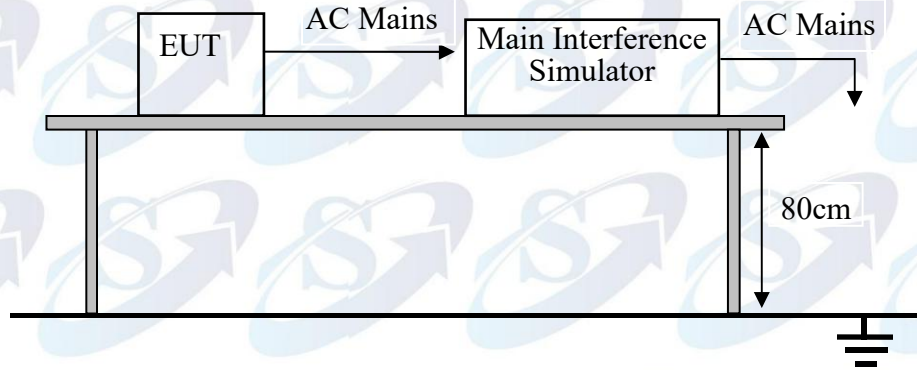 EUT
AC Mains
Main Interference
Simulator
AC Mains
80cm